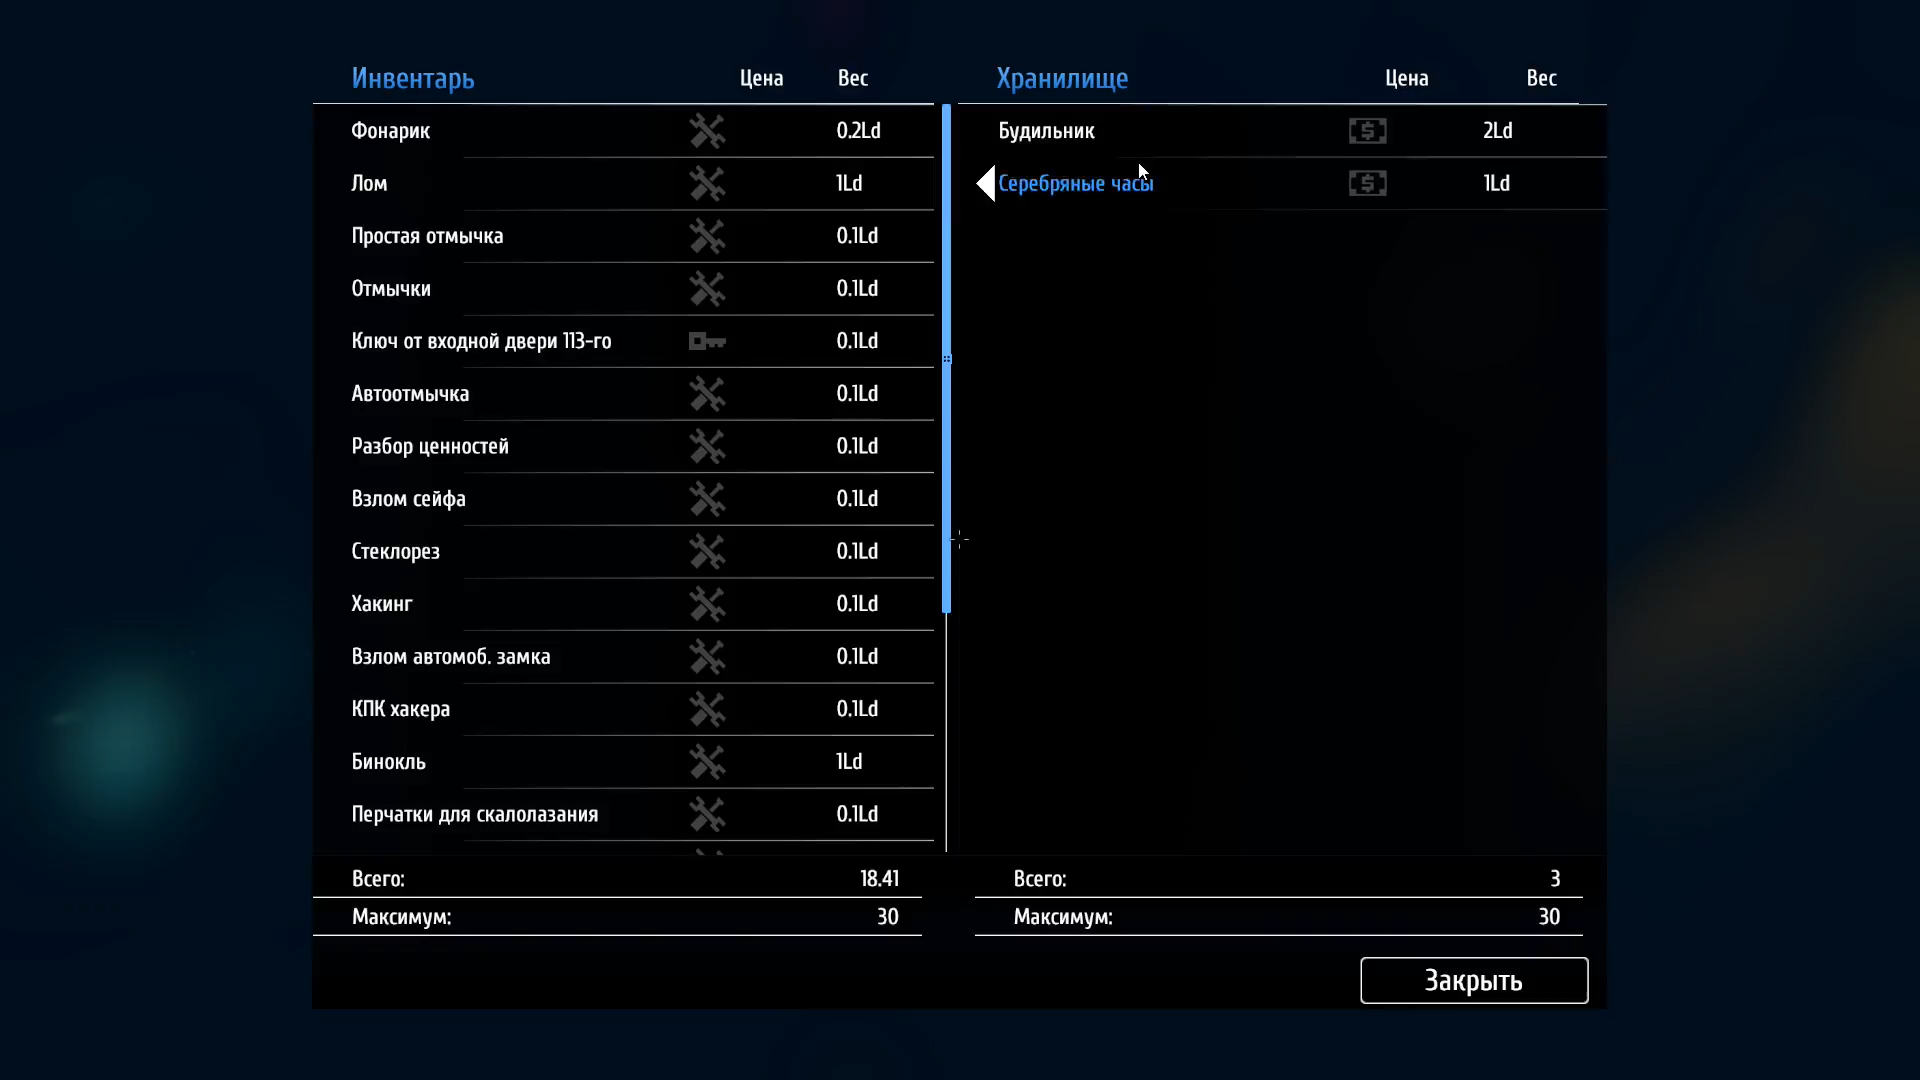 Инвентарь Цена Вес
Фонарик 0.2Ld
Лом 1Ld
Простая отмычка 0.1Ld
Отмычки 0.1Ld
Ключ от входной двери 113-го 0.1Ld
Автоотмычка 0.1Ld
Разбор ценностей 0.1Ld
Взлом сейфа 0.1Ld
Стеклорез 0.1Ld
Хакинг 0.1Ld
Взлом автомоб. замка 0.1Ld
КПК хакера 0.1Ld
Бинокль 1Ld
Перчатки для скалолазания 0.1Ld
Всего: 18.41
Максимум: 30
Хранилище Цена Вес
Будильник 2Ld
Серебряные часы 1Ld
Всего: 3
Максимум: 30
Закрыть